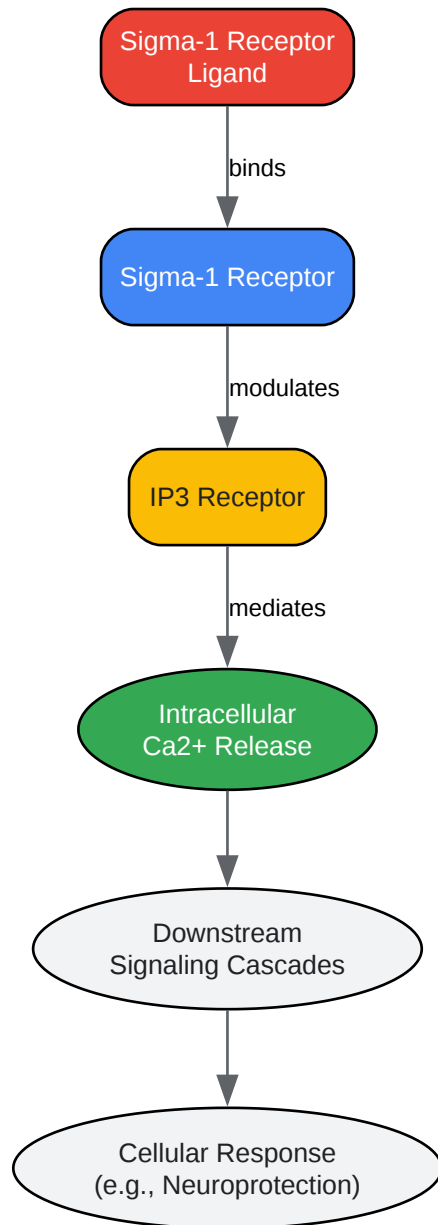 Sigma-1 Receptor
Ligand
binds
Sigma-1 Receptor
modulates
IP3 Receptor
mediates
Intracellular
Ca2+ Release
Downstream
Signaling Cascades
Cellular Response
(e.g., Neuroprotection)